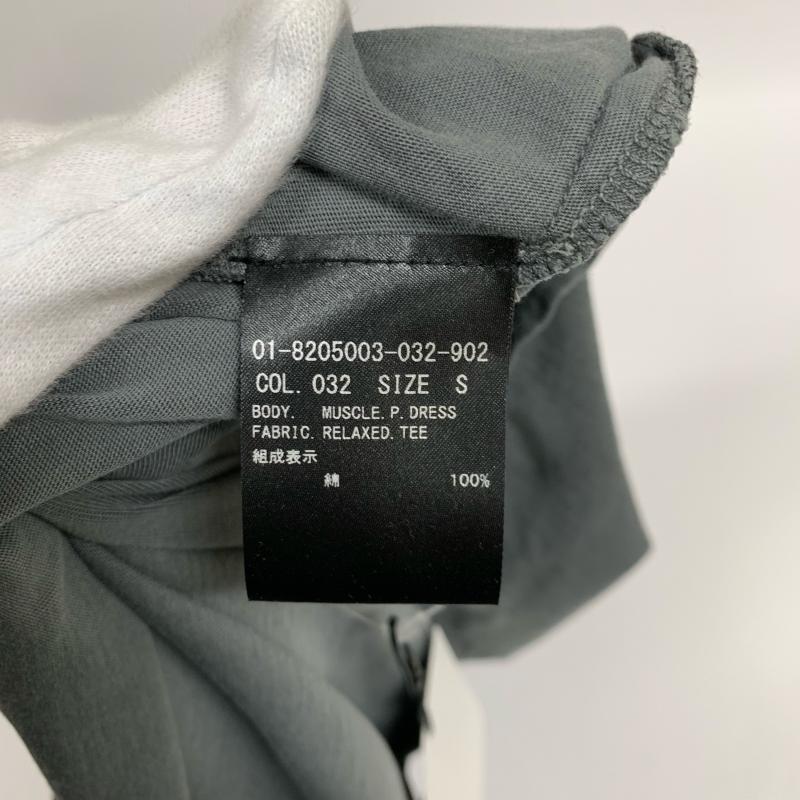 01-8205003-032-902
COL. 032 SIZE S
BODY. MUSCLE. P. DRESS
FABRIC. RELAXED. TEE
組成表示
綿 100%